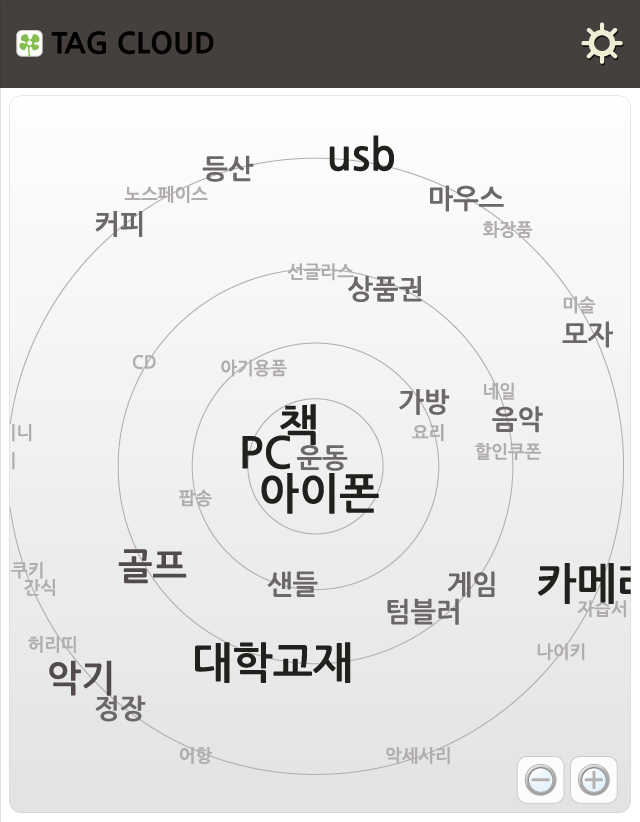 TAG CLOUD
usb
등산
노스페이스
마우스
커피
화장품
선글라스
상품권
미술
모자
CD
아기용품
네일
가방
음악
책
요리
PC
운동
할인쿠폰
아이폰
팝송
골프
쿠키
샌들
게임
간식
텀블러
자습서
허리띠
대학교재
나이키
악기
정장
어항
악세사리